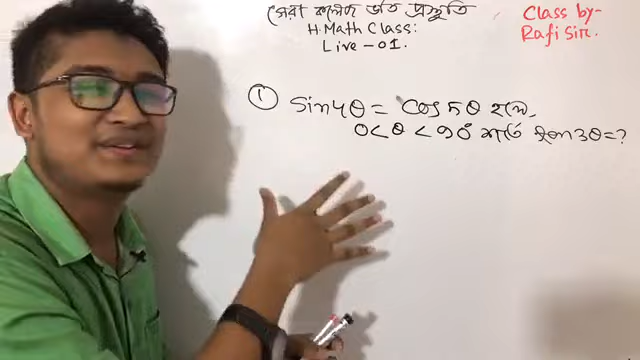 সেরা কলেজ ভর্তি প্রস্তুতি
H.Math Class:
Live-01.
Class by-
Rafi Sir.
① Sin4θ = Cos5θ হলে,
0<θ<90° শর্তে tan3θ=?